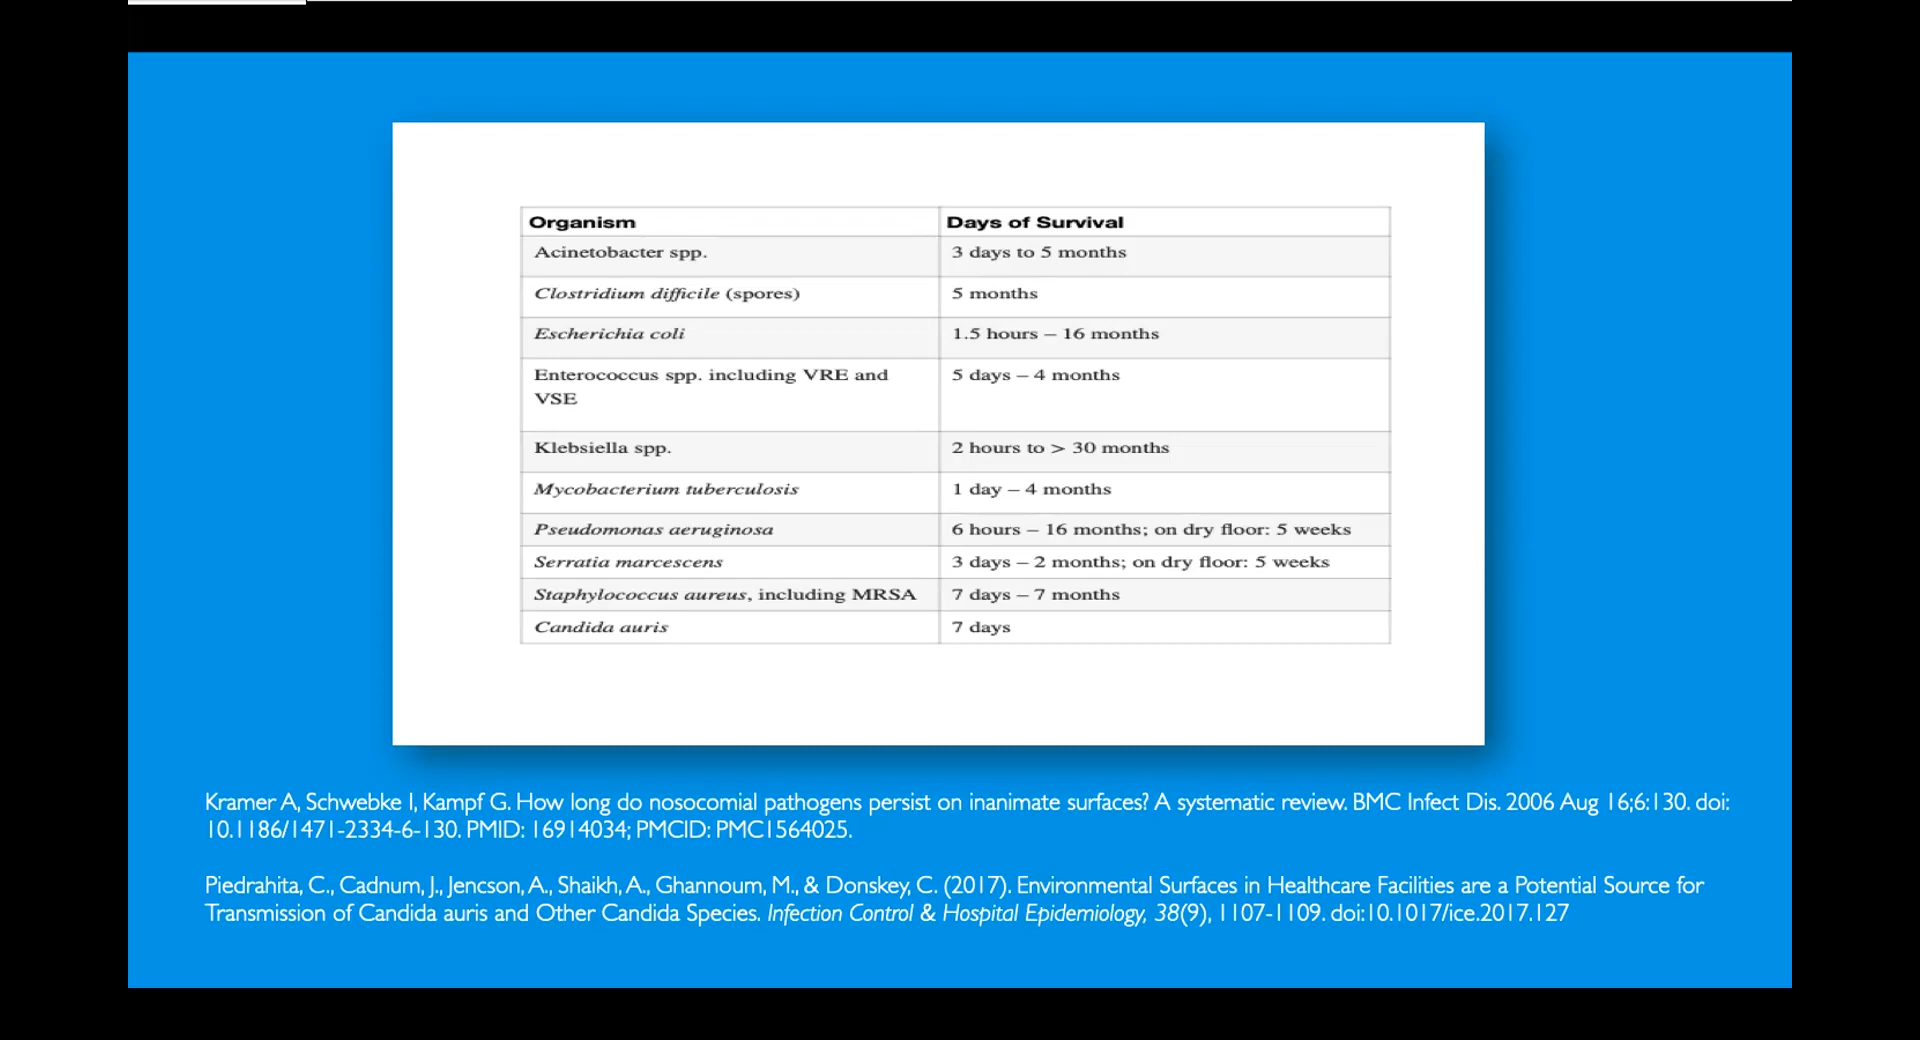 Organism Days of Survival
Acinetobacter spp. 3 days to 5 months
Clostridium difficile (spores) 5 months
Escherichia coli 1.5 hours – 16 months
Enterococcus spp. including VRE and 5 days – 4 months
VSE
Klebsiella spp. 2 hours to > 30 months
Mycobacterium tuberculosis 1 day – 4 months
Pseudomonas aeruginosa 6 hours – 16 months; on dry floor: 5 weeks
Serratia marcescens 3 days – 2 months; on dry floor: 5 weeks
Staphylococcus aureus, including MRSA 7 days – 7 months
Candida auris 7 days
Kramer A, Schwebke I, Kampf G. How long do nosocomial pathogens persist on inanimate surfaces? A systematic review. BMC Infect Dis. 2006 Aug 16;6:130. doi:
10.1186/1471-2334-6-130. PMID: 16914034; PMCID: PMC1564025.
Piedrahita, C., Cadnum, J., Jencson, A., Shaikh, A., Ghannoum, M., & Donskey, C. (2017). Environmental Surfaces in Healthcare Facilities are a Potential Source for
Transmission of Candida auris and Other Candida Species. Infection Control & Hospital Epidemiology, 38(9), 1107-1109. doi:10.1017/ice.2017.127